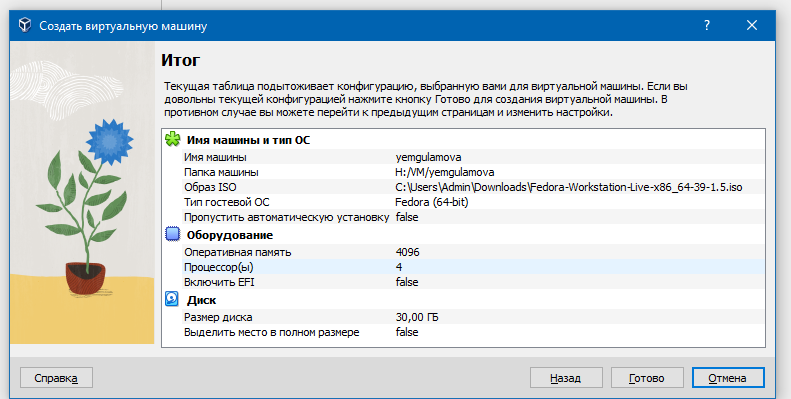 Создать виртуальную машину
?
Итог
Текущая таблица подытоживает конфигурацию, выбранную вами для виртуальной машины. Если вы
довольны текущей конфигурацией нажмите кнопку Готово для создания виртуальной машины. В
противном случае вы можете перейти к предыдущим страницам и изменить настройки.
Имя машины и тип ОС
Имя машины yemgulamova
Папка машины H:/VM/yemgulamova
Образ ISO C:\Users\Admin\Downloads\Fedora-Workstation-Live-x86_64-39-1.5.iso
Тип гостевой ОС Fedora (64-bit)
Пропустить автоматическую установку false
Оборудование
Оперативная память 4096
Процессор(ы) 4
Включить EFI false
Диск
Размер диска 30,00 ГБ
Выделить место в полном размере false
Справка Назад Готово Отмена